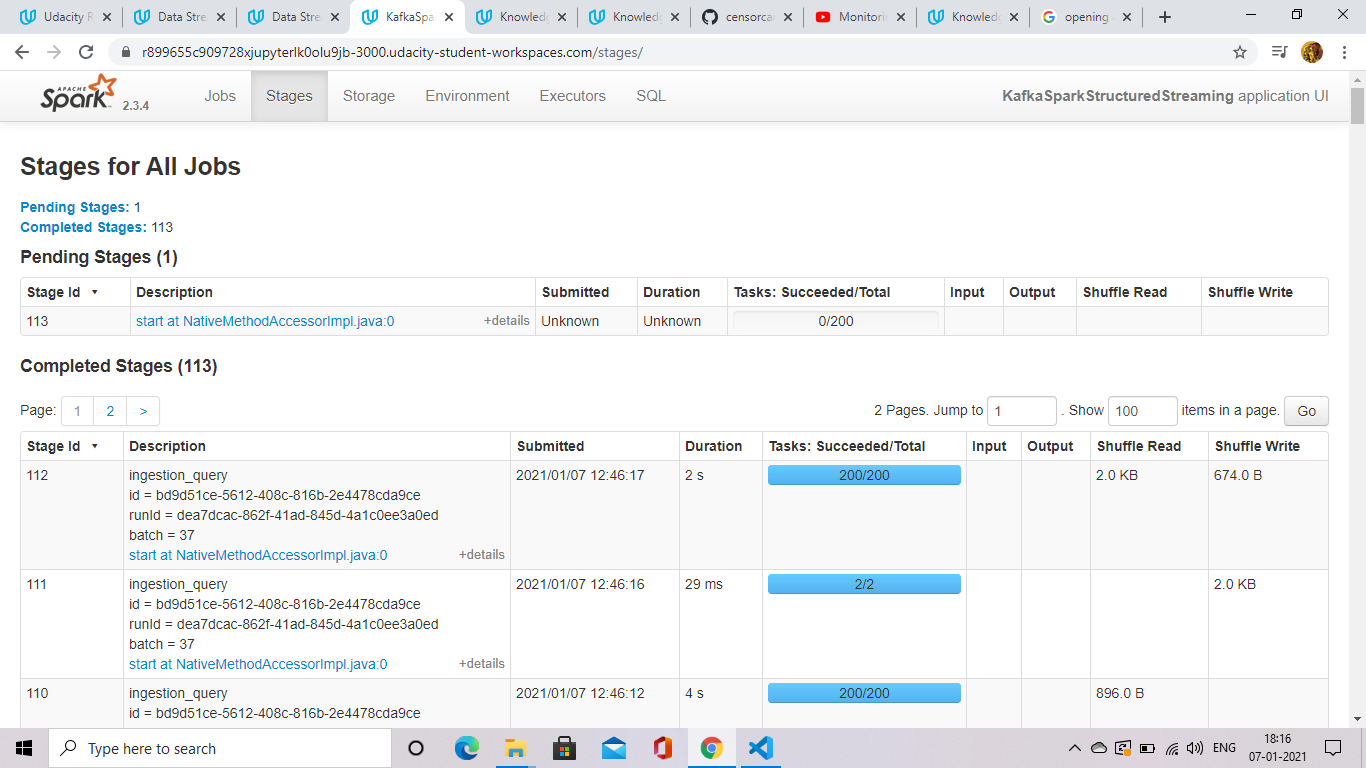 Udacity R
Data Stre
Data Stre
KafkaSpa
Knowledg
Knowledg
censorcar
Monitorin
Knowledg
opening
r899655c909728xjupyterlk0olu9jb-3000.udacity-student-workspaces.com/stages/
APACHE Spark 2.3.4 Jobs Stages Storage Environment Executors SQL KafkaSparkStructuredStreaming application UI
Stages for All Jobs
Pending Stages: 1
Completed Stages: 113
Pending Stages (1)
Stage Id ▾ Description Submitted Duration Tasks: Succeeded/Total Input Output Shuffle Read Shuffle Write
113 start at NativeMethodAccessorImpl.java:0 +details Unknown Unknown 0/200
Completed Stages (113)
Page: 1 2 > 2 Pages. Jump to 1 . Show 100 items in a page. Go
Stage Id ▾ Description Submitted Duration Tasks: Succeeded/Total Input Output Shuffle Read Shuffle Write
112 ingestion_query 2021/01/07 12:46:17 2 s 200/200 2.0 KB 674.0 B
id = bd9d51ce-5612-408c-816b-2e4478cda9ce
runId = dea7dcac-862f-41ad-845d-4a1c0ee3a0ed
batch = 37
start at NativeMethodAccessorImpl.java:0 +details
111 ingestion_query 2021/01/07 12:46:16 29 ms 2/2 2.0 KB
id = bd9d51ce-5612-408c-816b-2e4478cda9ce
runId = dea7dcac-862f-41ad-845d-4a1c0ee3a0ed
batch = 37
start at NativeMethodAccessorImpl.java:0 +details
110 ingestion_query 2021/01/07 12:46:12 4 s 200/200 896.0 B
id = bd9d51ce-5612-408c-816b-2e4478cda9ce
Type here to search
ENG
18:16
07-01-2021